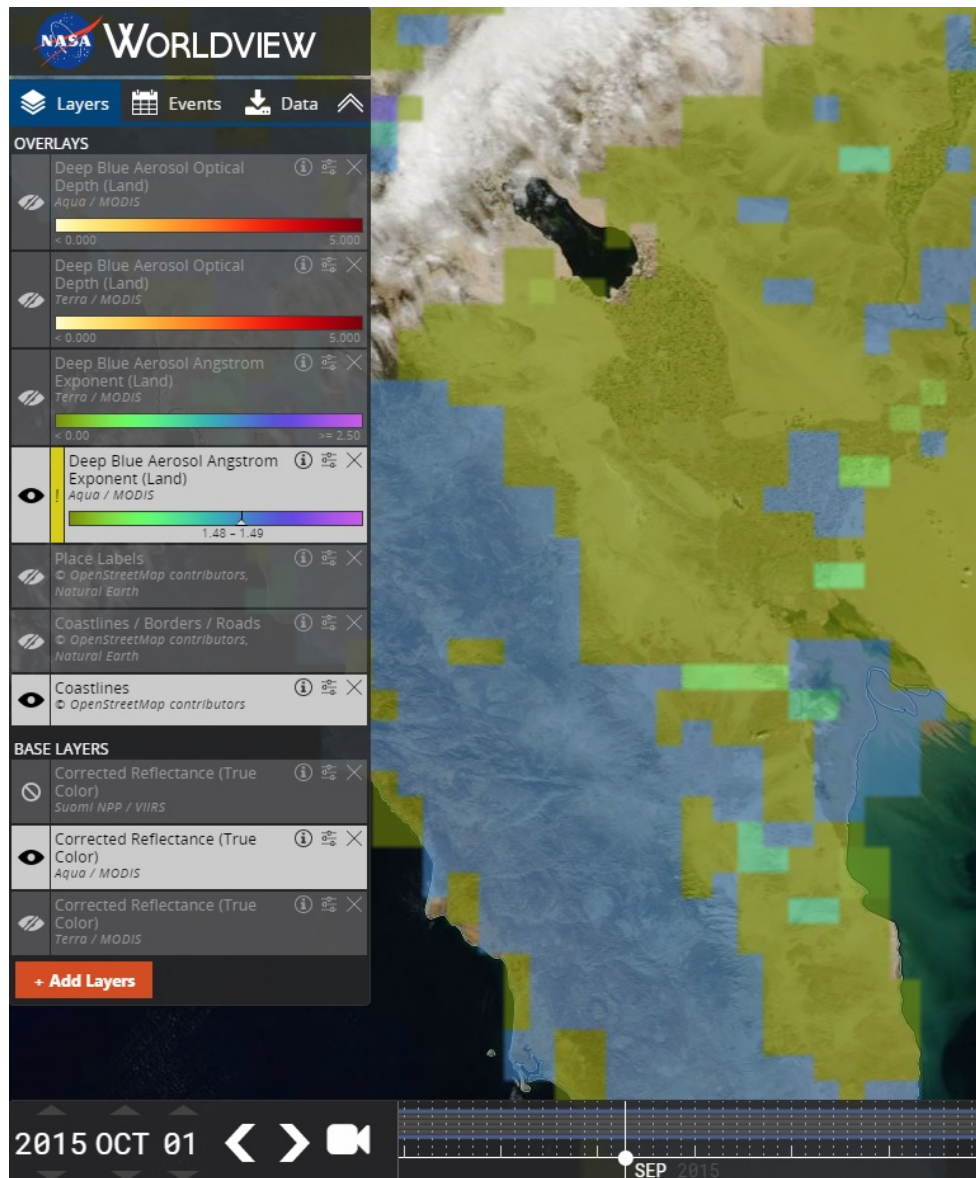 NASA WORLDVIEW
Layers Events Data
OVERLAYS
Deep Blue Aerosol Optical
Depth (Land)
Aqua / MODIS
< 0.000 5.000
Deep Blue Aerosol Optical
Depth (Land)
Terra / MODIS
< 0.000 5.000
Deep Blue Aerosol Angstrom
Exponent (Land)
Terra / MODIS
< 0.00 >= 2.50
Deep Blue Aerosol Angstrom
Exponent (Land)
! Aqua / MODIS
1.48 – 1.49
Place Labels
© OpenStreetMap contributors,
Natural Earth
Coastlines / Borders / Roads
© OpenStreetMap contributors,
Natural Earth
Coastlines
© OpenStreetMap contributors
BASE LAYERS
Corrected Reflectance (True
Color)
Suomi NPP / VIIRS
Corrected Reflectance (True
Color)
Aqua / MODIS
Corrected Reflectance (True
Color)
Terra / MODIS
+ Add Layers
2015 OCT 01
SEP 2015